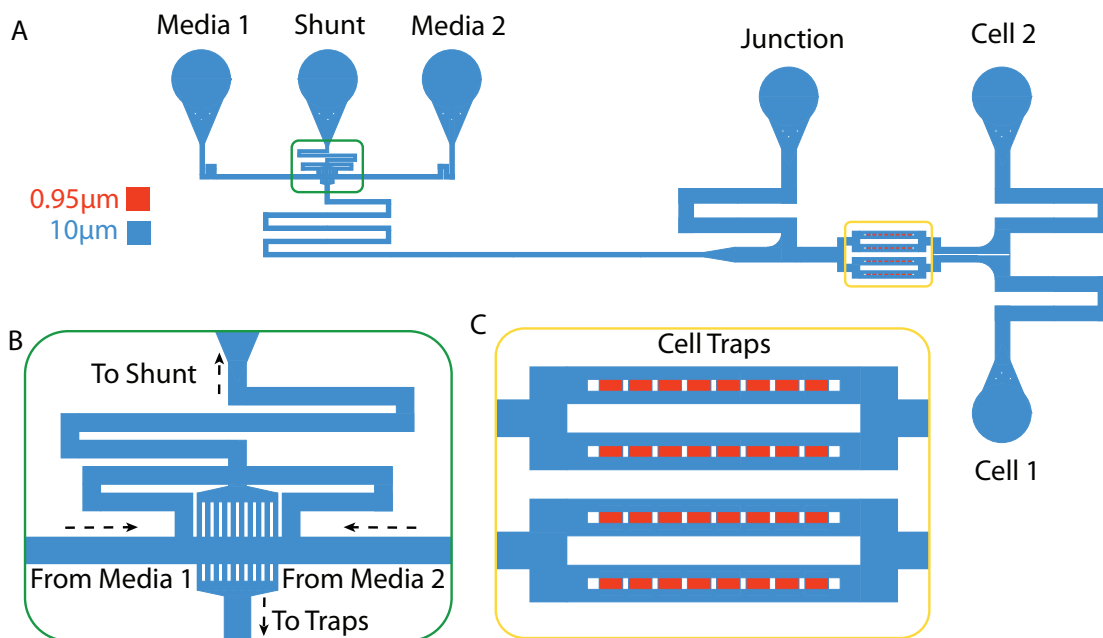 A
Media 1
Shunt
Media 2
Junction
Cell 2
0.95µm
10µm
Cell 1
B
To Shunt
From Media 1
From Media 2
To Traps
C
Cell Traps